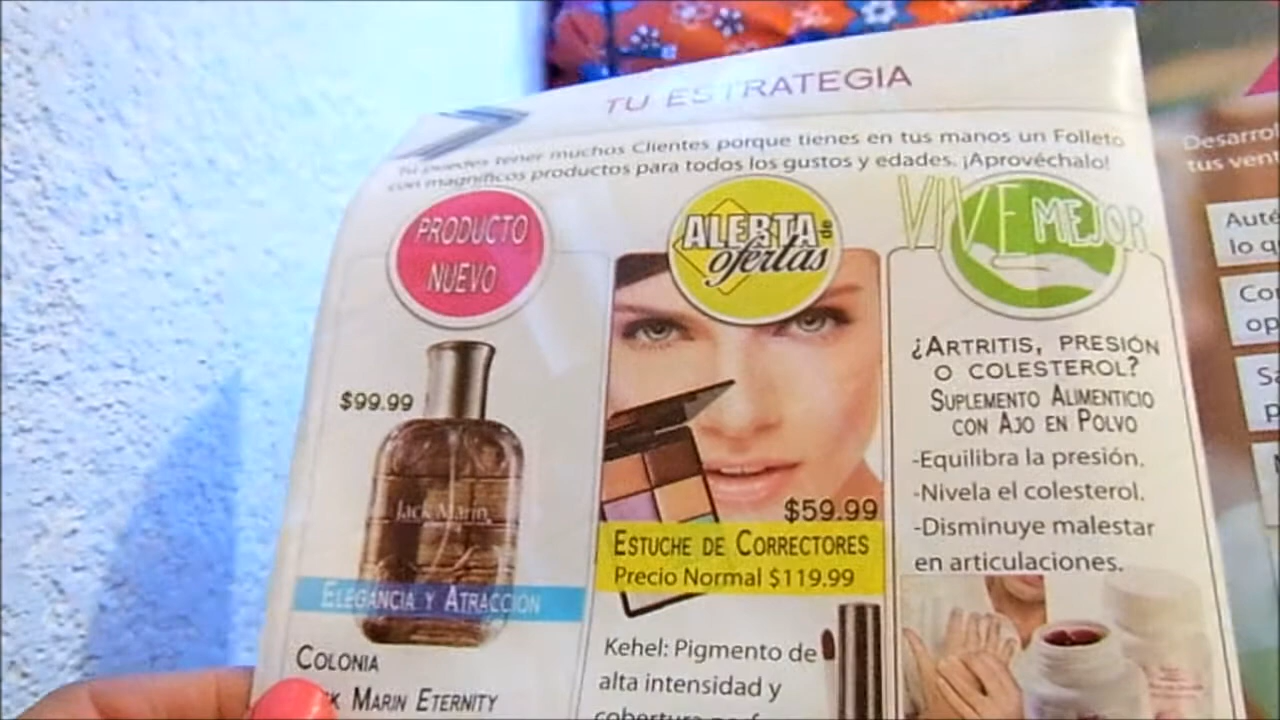 TU ESTRATEGIA
Tú puedes tener muchos Clientes porque tienes en tus manos un Folleto
con magníficos productos para todos los gustos y edades. ¡Aprovéchalo!
PRODUCTO
NUEVO
$99.99
Jack Marin
ELEGANCIA Y ATRACCIÓN
COLONIA
MARIN ETERNITY
ALERTA de
ofertas
$59.99
ESTUCHE DE CORRECTORES
Precio Normal $119.99
Kehel: Pigmento de
alta intensidad y
VIVE MEJOR
¿ARTRITIS, PRESIÓN
O COLESTEROL?
SUPLEMENTO ALIMENTICIO
CON AJO EN POLVO
-Equilibra la presión.
-Nivela el colesterol.
-Disminuye malestar
en articulaciones.
tus
lo